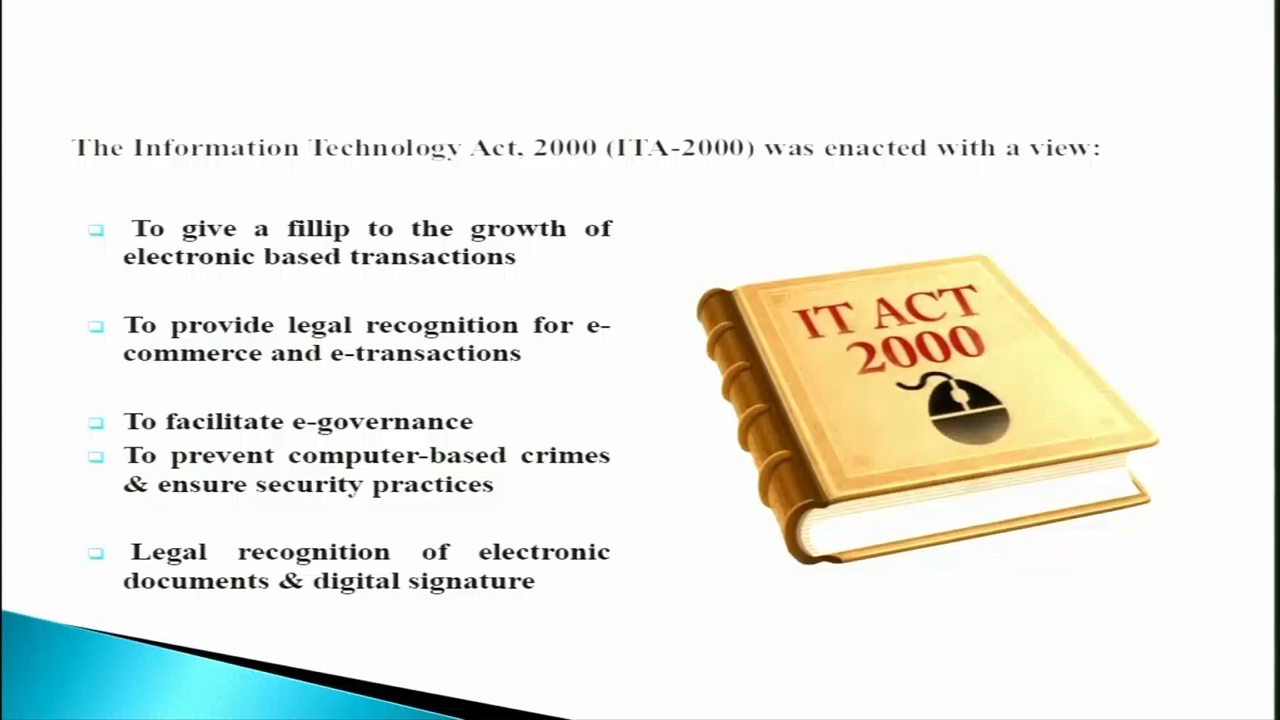 The Information Technology Act, 2000 (ITA-2000) was enacted with a view:
To give a fillip to the growth of
electronic based transactions
To provide legal recognition for e-
commerce and e-transactions
To facilitate e-governance
To prevent computer-based crimes
& ensure security practices
Legal recognition of electronic
documents & digital signature
IT ACT
2000